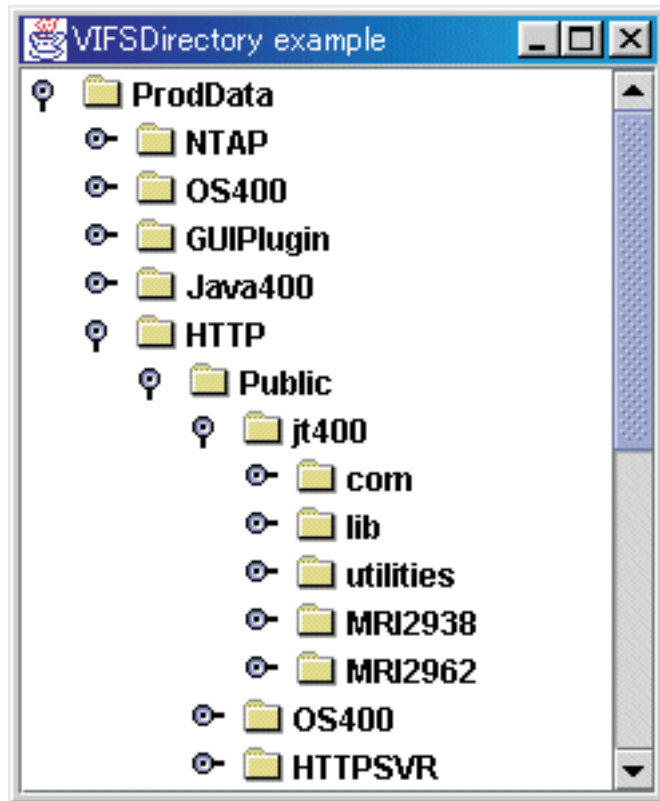 VIFSDirectory example
ProdData
NTAP
OS400
GUIPlugin
Java400
HTTP
Public
jt400
com
lib
utilities
MRI2938
MRI2962
OS400
HTTPSVR